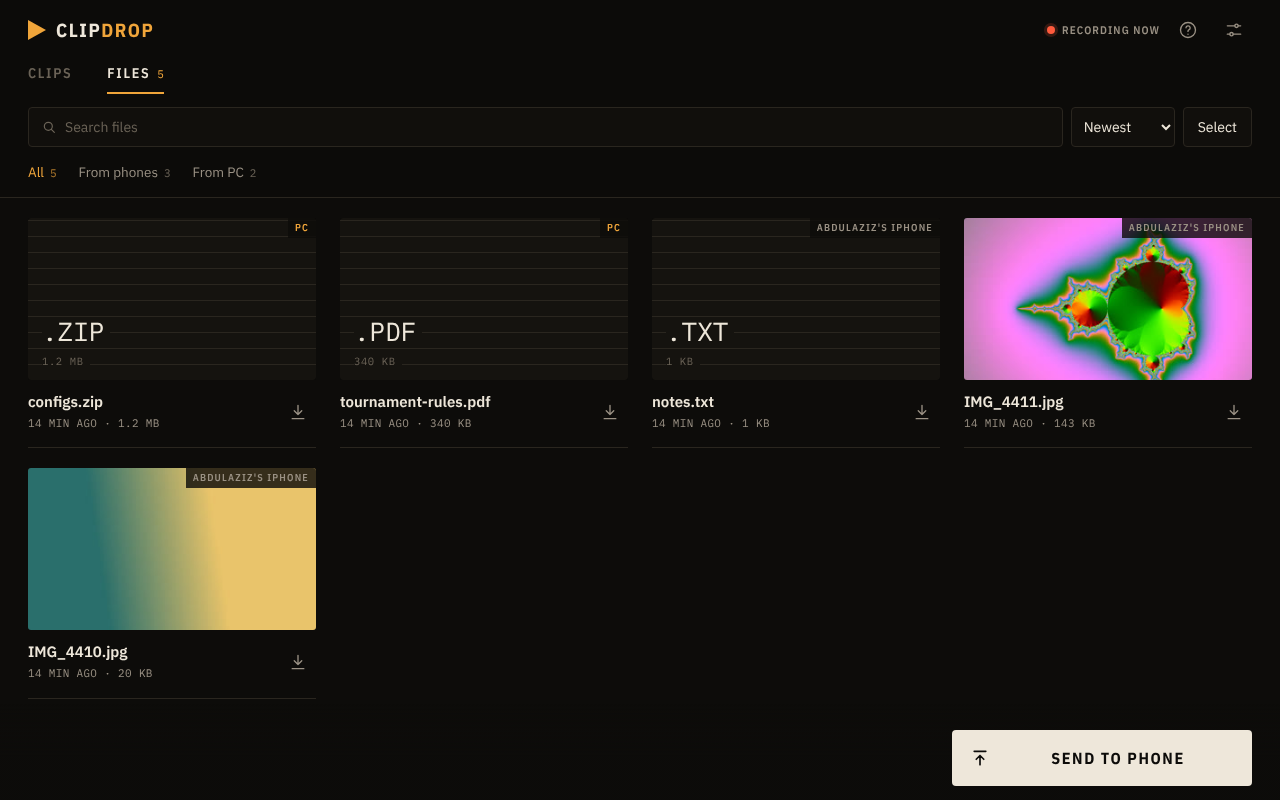 CLIPDROP
RECORDING NOW
CLIPS
FILES 5
Search files
Newest
Select
All 5
From phones 3
From PC 2
PC
.ZIP
1.2 MB
configs.zip
14 MIN AGO · 1.2 MB
PC
.PDF
340 KB
tournament-rules.pdf
14 MIN AGO · 340 KB
ABDULAZIZ'S IPHONE
.TXT
1 KB
notes.txt
14 MIN AGO · 1 KB
ABDULAZIZ'S IPHONE
IMG_4411.jpg
14 MIN AGO · 143 KB
ABDULAZIZ'S IPHONE
IMG_4410.jpg
14 MIN AGO · 20 KB
SEND TO PHONE